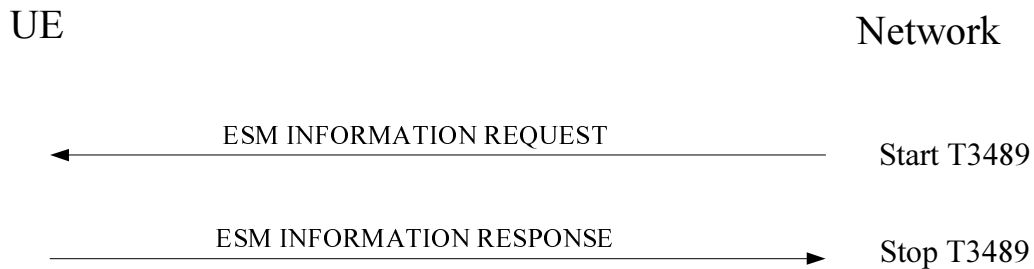 UE
Network
ESM INFORMATION REQUEST
Start T3489
ESM INFORMATION RESPONSE
Stop T3489